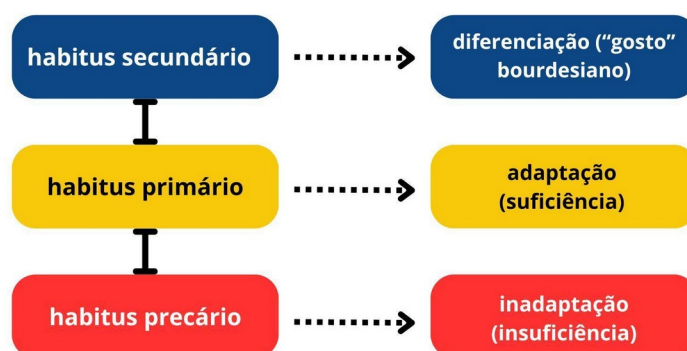 habitus secundário
diferenciação (“gosto”
bourdesiano)
habitus primário
adaptação
(suficiência)
habitus precário
inadaptação
(insuficiência)